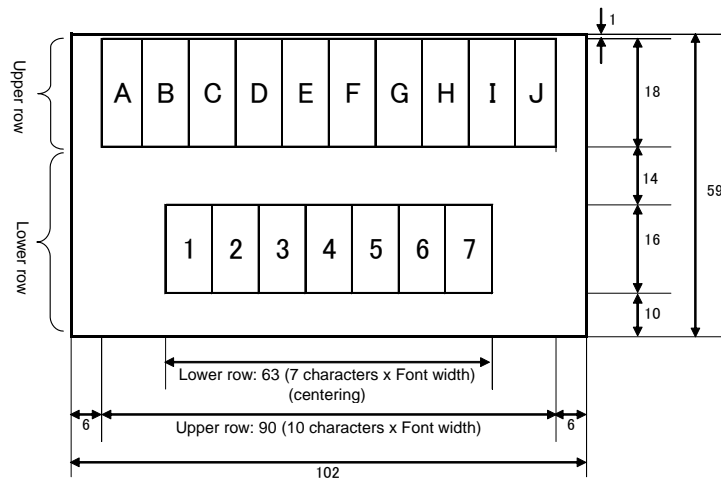 1
Upper row
A B C D E F G H I J
18
14
59
Lower row
1 2 3 4 5 6 7
16
10
Lower row: 63 (7 characters x Font width)
(centering)
6
Upper row: 90 (10 characters x Font width)
6
102